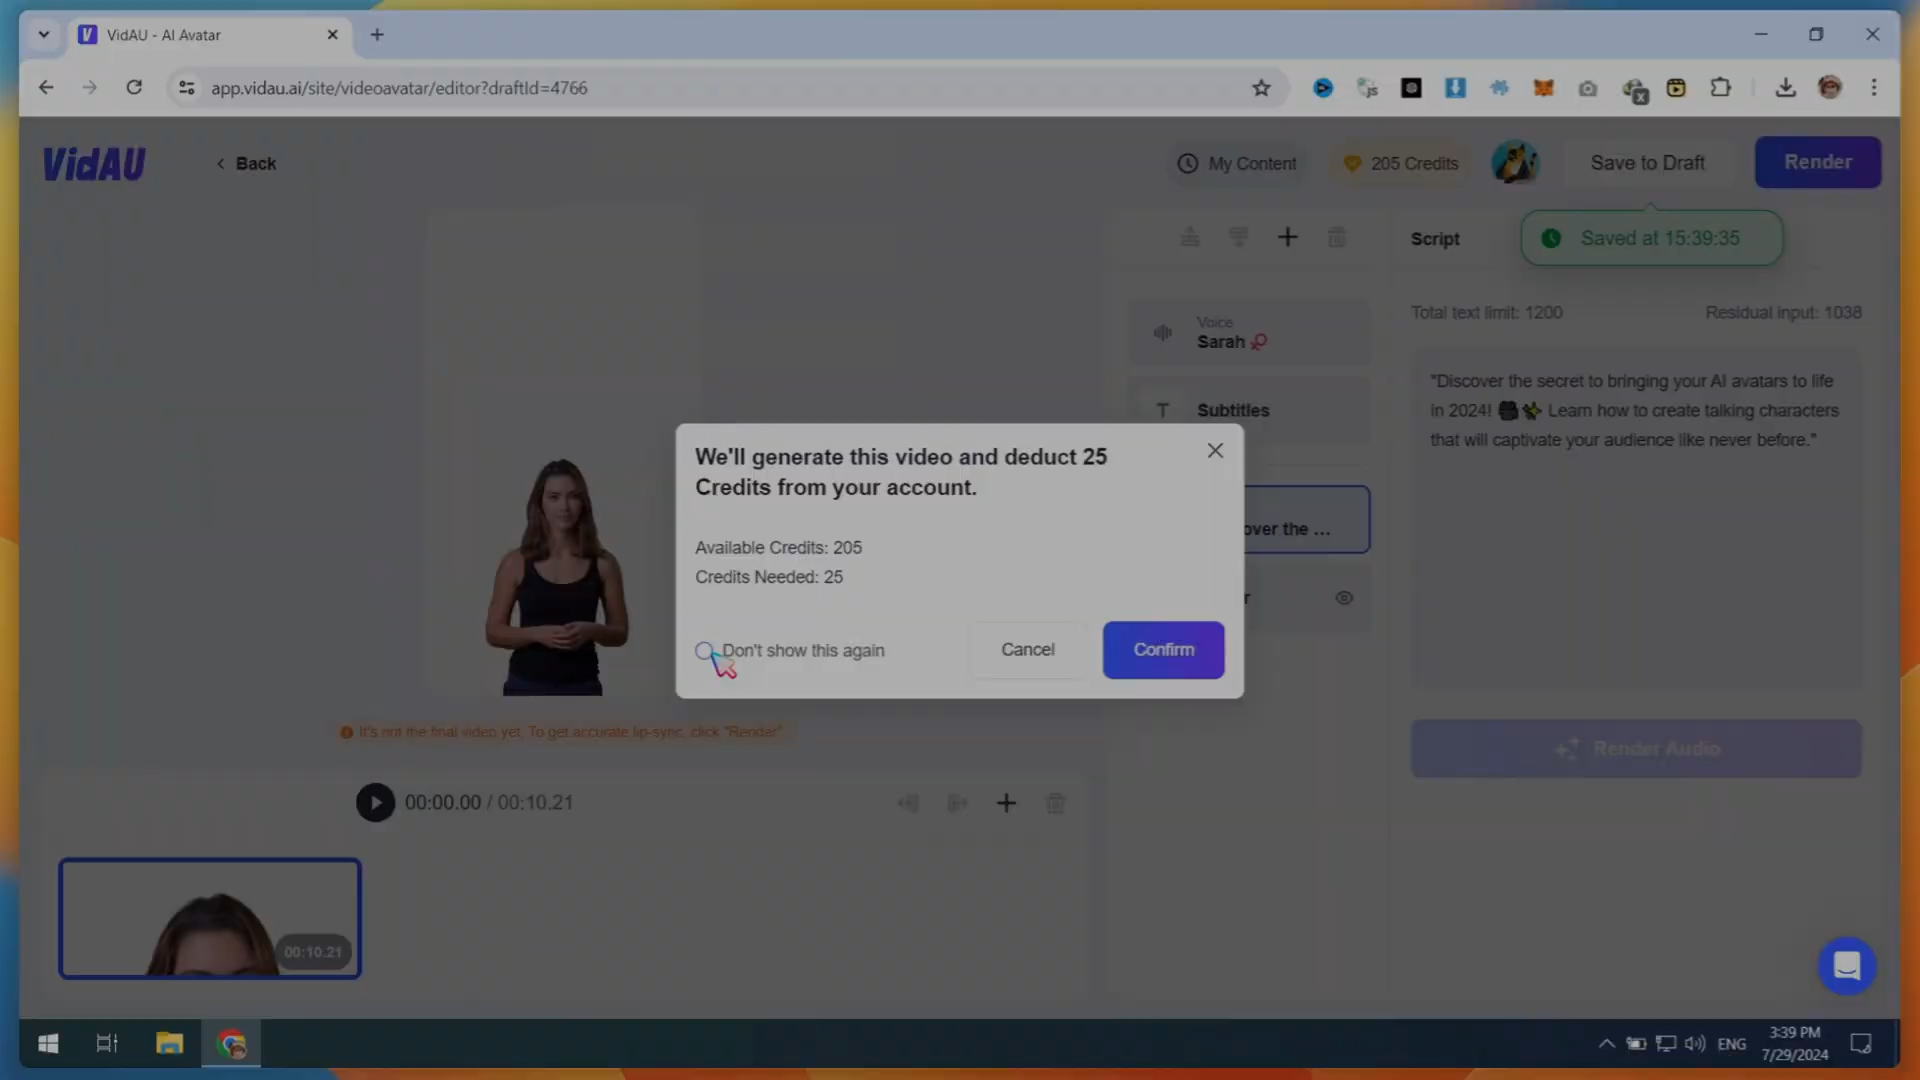 VidAU - AI Avatar
app.vidau.ai/site/videoavatar/editor?draftId=4766
VidAU
Back
My Content
205 Credits
Save to Draft
Render
Saved at 15:39:35
Script
Total text limit: 1200
Residual input: 1038
Voice
Sarah
Subtitles
"Discover the secret to bringing your AI avatars to life
in 2024! Learn how to create talking characters
that will captivate your audience like never before."
over the ...
r
We'll generate this video and deduct 25
Credits from your account.
Available Credits: 205
Credits Needed: 25
Don't show this again
Cancel
Confirm
It's not the final video yet. To get accurate lip-sync, click "Render"
Render Audio
00:00.00 / 00:10.21
00:10.21
ENG
3:39 PM
7/29/2024